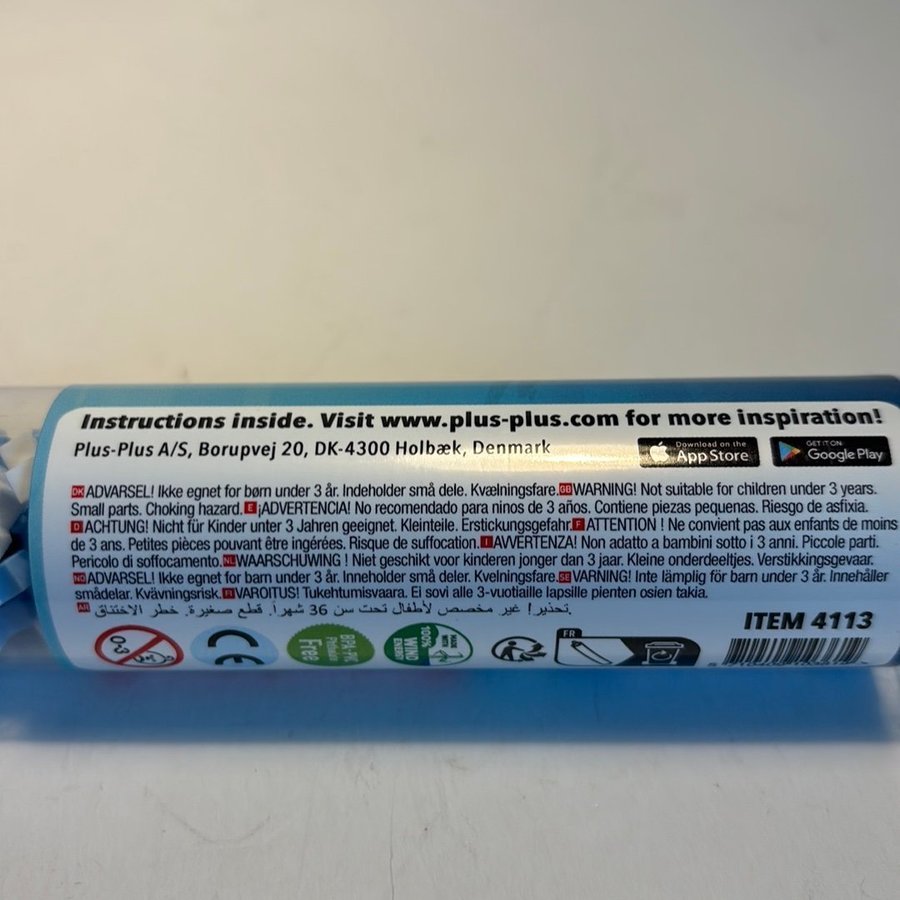 Instructions inside. Visit www.plus-plus.com for more inspiration!
Plus-Plus A/S, Borupvej 20, DK-4300 Holbæk, Denmark
Download on the
App Store
GET IT ON
Google Play
DK ADVARSEL! Ikke egnet for børn under 3 år. Indeholder små dele. Kvælningsfare. GB WARNING! Not suitable for children under 3 years.
Small parts. Choking hazard. E ¡ADVERTENCIA! No recomendado para ninos de 3 años. Contiene piezas pequenas. Riesgo de asfixia.
D ACHTUNG! Nicht für Kinder unter 3 Jahren geeignet. Kleinteile. Erstickungsgefahr. F ATTENTION ! Ne convient pas aux enfants de moins
de 3 ans. Petites pièces pouvant être ingérées. Risque de suffocation. I AVVERTENZA! Non adatto a bambini sotto i 3 anni. Piccole parti.
Pericolo di soffocamento. NL WAARSCHUWING ! Niet geschikt voor kinderen jonger dan 3 jaar. Kleine onderdeeltjes. Verstikkingsgevaar.
NO ADVARSEL! Ikke egnet for barn under 3 år. Inneholder små deler. Kvelningsfare. SE VARNING! Inte lämplig för barn under 3 år. Innehåller
smådelar. Kvävningsrisk. FI VAROITUS! Tukehtumisvaara. Ei sovi alle 3-vuotiaille lapsille pienten osien takia.
AR تحذير! غير مخصص لأطفال تحت سن 36 شهراً. قطع صغيرة. خطر الاختناق.
ITEM 4113
0-3
CE
BPA/PVC
Phthalate
Free
100%
WIND
ENERGY
MADE
WITH
FR